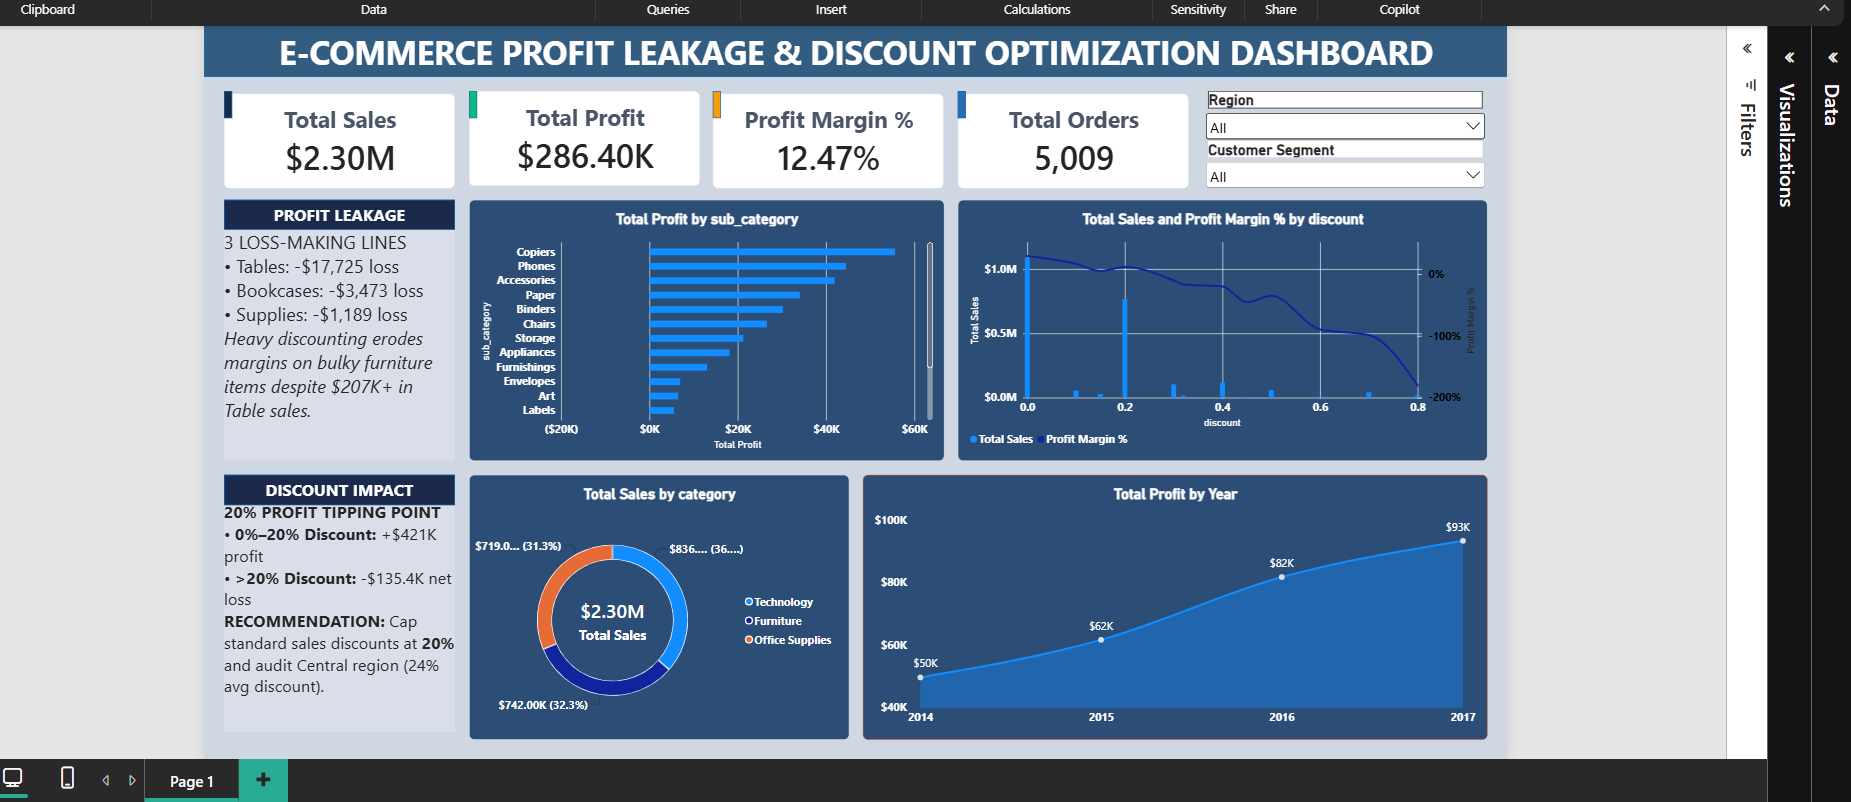 Clipboard
Data
Queries
Insert
Calculations
Sensitivity
Share
Copilot
E-COMMERCE PROFIT LEAKAGE & DISCOUNT OPTIMIZATION DASHBOARD
Total Sales
$2.30M
Total Profit
$286.40K
Profit Margin %
12.47%
Total Orders
5,009
Region
All
Customer Segment
All
PROFIT LEAKAGE
3 LOSS-MAKING LINES
• Tables: -$17,725 loss
• Bookcases: -$3,473 loss
• Supplies: -$1,189 loss
Heavy discounting erodes
margins on bulky furniture
items despite $207K+ in
Table sales.
Total Profit by sub_category
sub_category
Copiers
Phones
Accessories
Paper
Binders
Chairs
Storage
Appliances
Furnishings
Envelopes
Art
Labels
($20K)
$0K
$20K
$40K
$60K
Total Profit
Total Sales and Profit Margin % by discount
Total Sales
$1.0M
$0.5M
$0.0M
0%
-100%
-200%
Profit Margin %
0.0
0.2
0.4
0.6
0.8
discount
Total Sales
Profit Margin %
DISCOUNT IMPACT
20% PROFIT TIPPING POINT
• 0%–20% Discount: +$421K
profit
• >20% Discount: -$135.4K net
loss
RECOMMENDATION: Cap
standard sales discounts at 20%
and audit Central region (24%
avg discount).
Total Sales by category
$719.0... (31.3%)
$836.... (36....)
$742.00K (32.3%)
$2.30M
Total Sales
Technology
Furniture
Office Supplies
Total Profit by Year
$100K
$80K
$60K
$40K
$50K
$62K
$82K
$93K
2014
2015
2016
2017
Filters
Visualizations
Data
Page 1